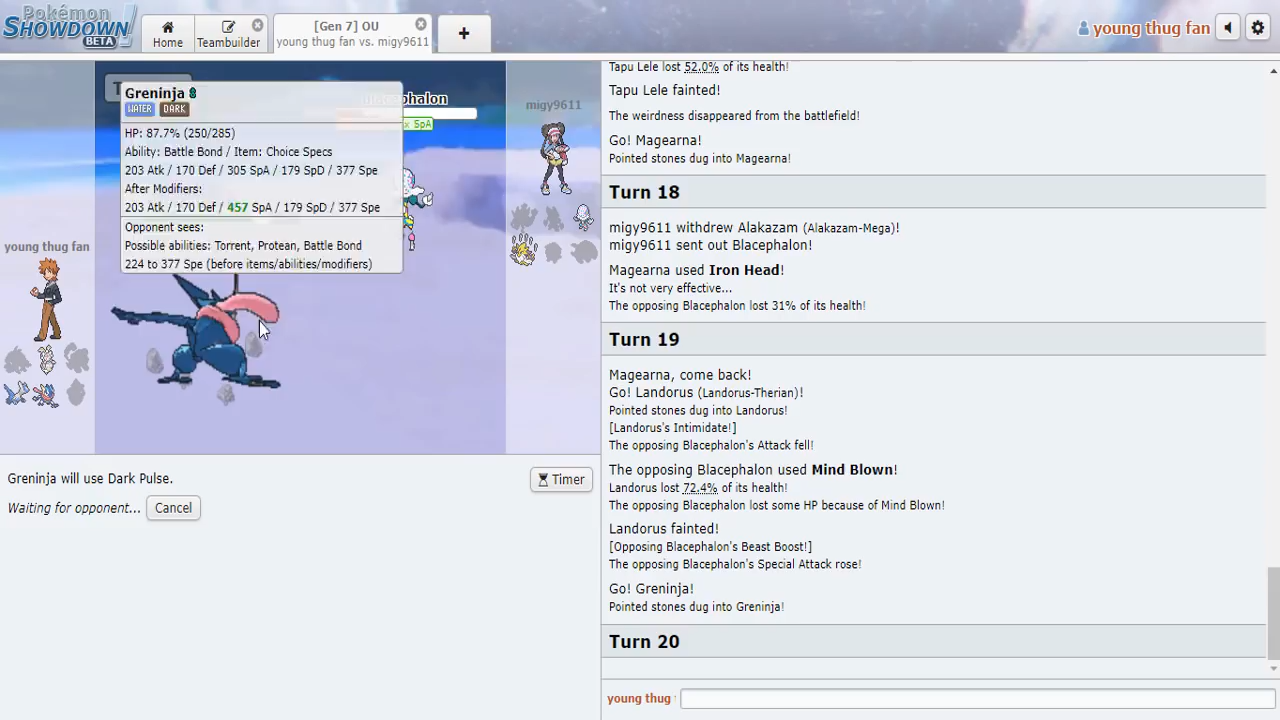 Pokémon
SHOWDOWN!
BETA
Home
Teambuilder
[Gen 7] OU
young thug fan vs. migy9611
+
young thug fan
Greninja
WATER DARK
HP: 87.7% (250/285)
Ability: Battle Bond / Item: Choice Specs
203 Atk / 170 Def / 305 SpA / 179 SpD / 377 Spe
After Modifiers:
203 Atk / 170 Def / 457 SpA / 179 SpD / 377 Spe
Opponent sees:
Possible abilities: Torrent, Protean, Battle Bond
224 to 377 Spe (before items/abilities/modifiers)
SpA
migy9611
young thug fan
Greninja will use Dark Pulse.
Timer
Waiting for opponent...
Cancel
Tapu Lele lost 52.0% of its health!
Tapu Lele fainted!
The weirdness disappeared from the battlefield!
Go! Magearna!
Pointed stones dug into Magearna!
Turn 18
migy9611 withdrew Alakazam (Alakazam-Mega)!
migy9611 sent out Blacephalon!
Magearna used Iron Head!
It's not very effective...
The opposing Blacephalon lost 31% of its health!
Turn 19
Magearna, come back!
Go! Landorus (Landorus-Therian)!
Pointed stones dug into Landorus!
[Landorus's Intimidate!]
The opposing Blacephalon's Attack fell!
The opposing Blacephalon used Mind Blown!
Landorus lost 72.4% of its health!
The opposing Blacephalon lost some HP because of Mind Blown!
Landorus fainted!
[Opposing Blacephalon's Beast Boost!]
The opposing Blacephalon's Special Attack rose!
Go! Greninja!
Pointed stones dug into Greninja!
Turn 20
young thug